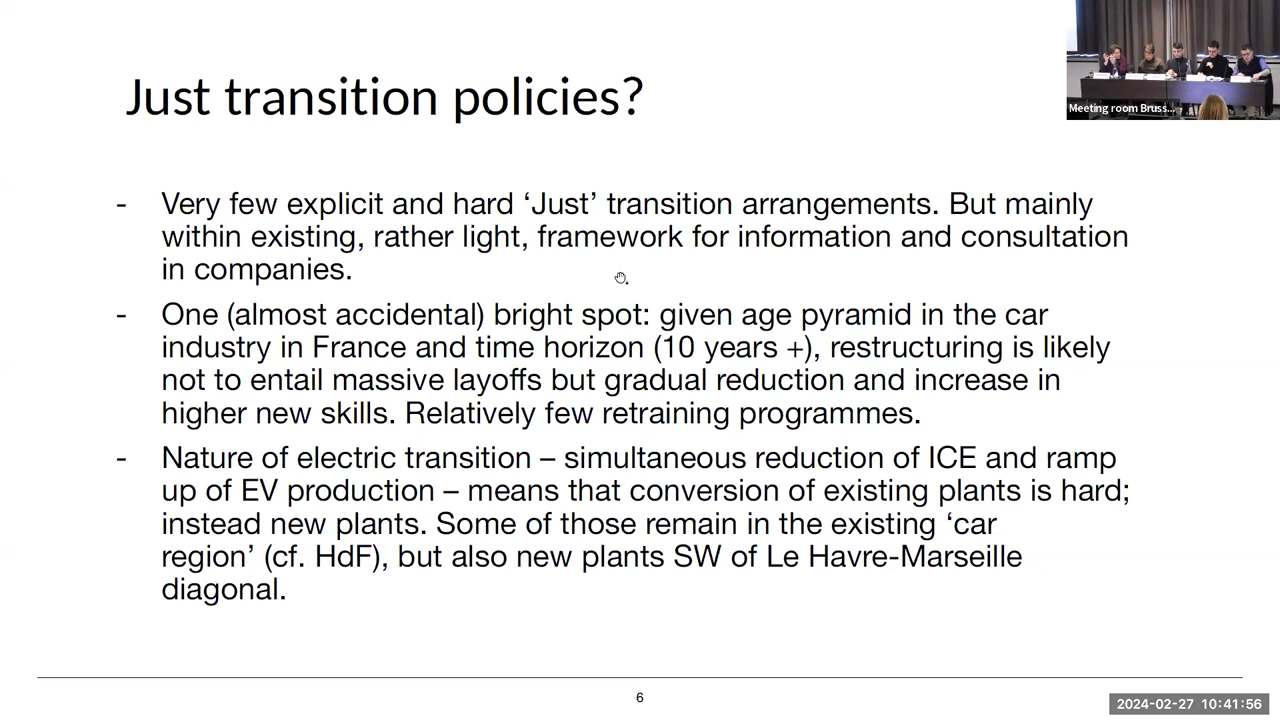 Just transition policies?
Meeting room Bruss...
- Very few explicit and hard ‘Just’ transition arrangements. But mainly
within existing, rather light, framework for information and consultation
in companies.
- One (almost accidental) bright spot: given age pyramid in the car
industry in France and time horizon (10 years +), restructuring is likely
not to entail massive layoffs but gradual reduction and increase in
higher new skills. Relatively few retraining programmes.
- Nature of electric transition – simultaneous reduction of ICE and ramp
up of EV production – means that conversion of existing plants is hard;
instead new plants. Some of those remain in the existing ‘car
region’ (cf. HdF), but also new plants SW of Le Havre-Marseille
diagonal.
6
2024-02-27 10:41:56